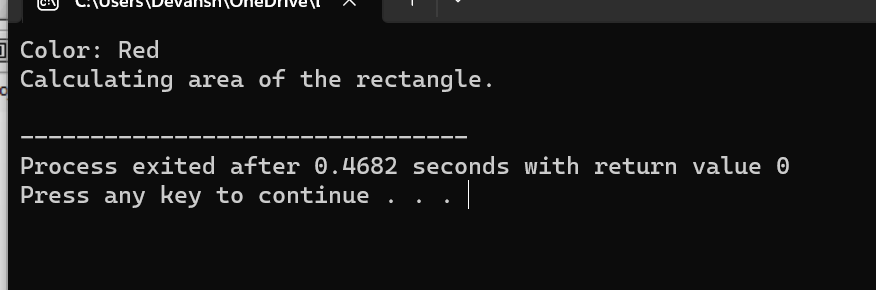 C:\Users\Devansh\OneDrive\
Color: Red
Calculating area of the rectangle.
--------------------------------
Process exited after 0.4682 seconds with return value 0
Press any key to continue . . .